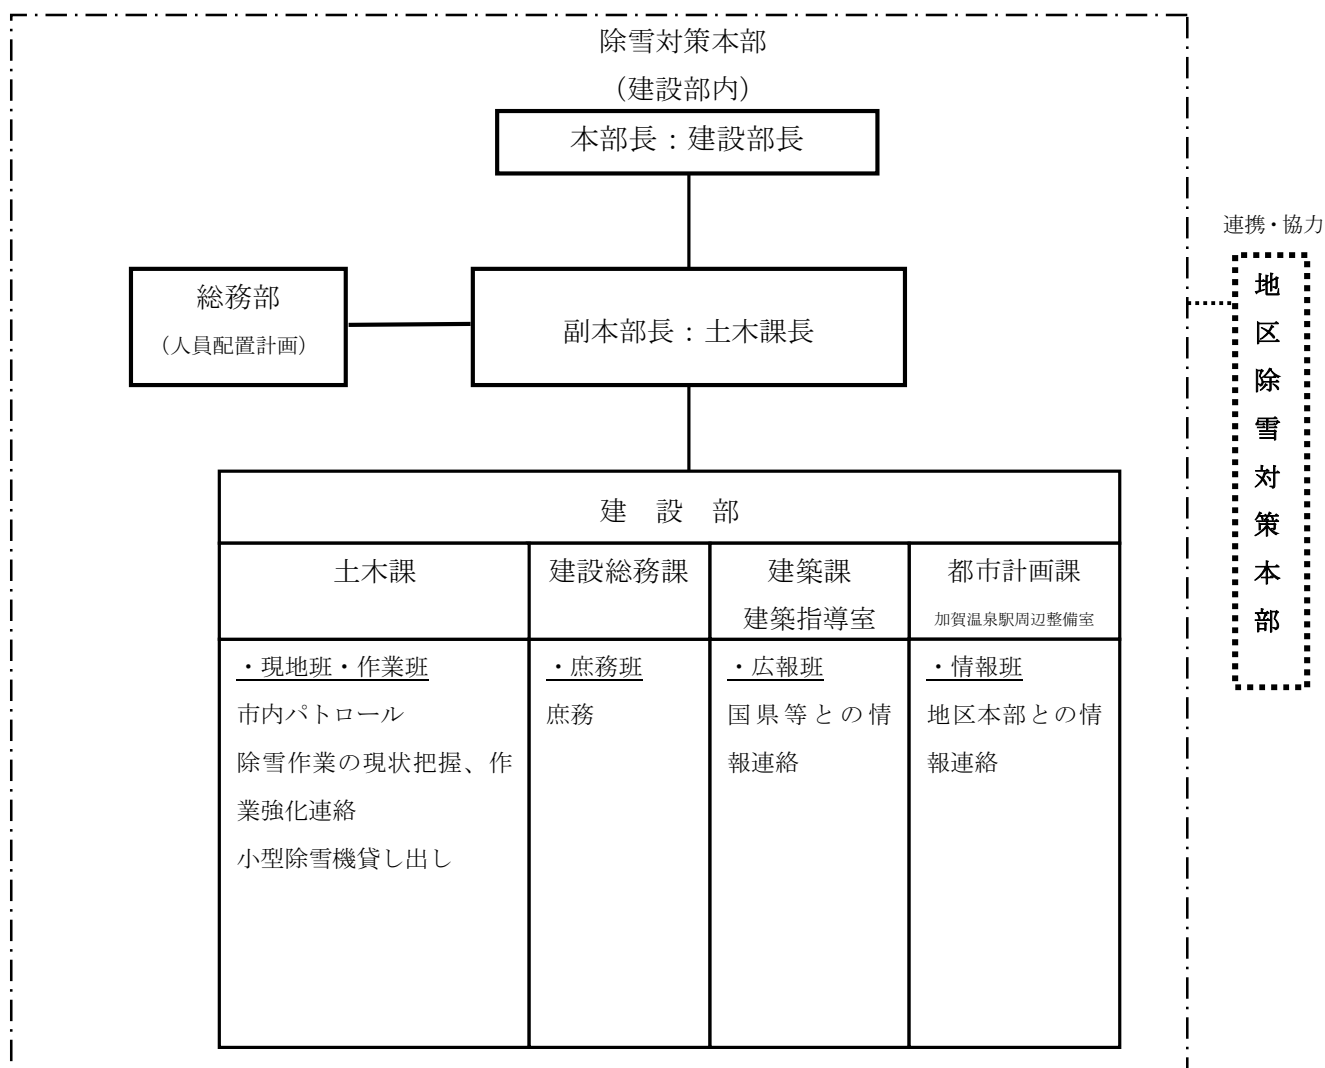 除雪対策本部
（建設部内）
本部長：建設部長
連携・協力
地区除雪対策本部
総務部
（人員配置計画）
副本部長：土木課長
建　設　部
土木課
建設総務課
建築課
建築指導室
都市計画課
加賀温泉駅周辺整備室
・現地班・作業班
市内パトロール
除雪作業の現状把握、作
業強化連絡
小型除雪機貸し出し
・庶務班
庶務
・広報班
国県等との情
報連絡
・情報班
地区本部との情
報連絡